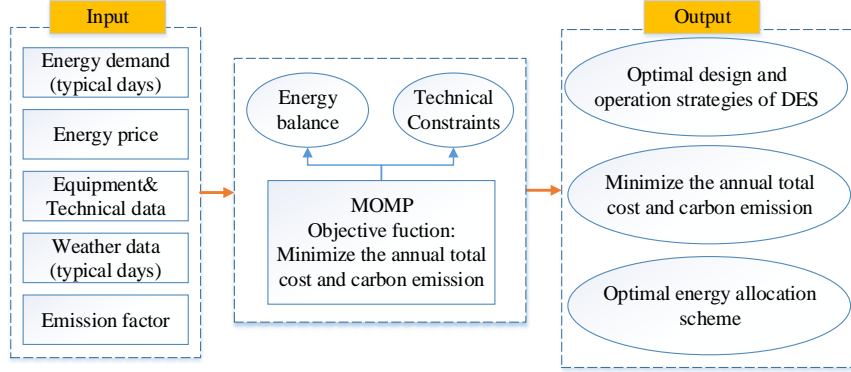 Input
Energy demand
(typical days)
Energy price
Equipment&
Technical data
Weather data
(typical days)
Emission factor
Energy
balance
Technical
Constraints
MOMP
Objective fuction:
Minimize the annual total
cost and carbon emission
Output
Optimal design and
operation strategies of DES
Minimize the annual total
cost and carbon emission
Optimal energy allocation
scheme